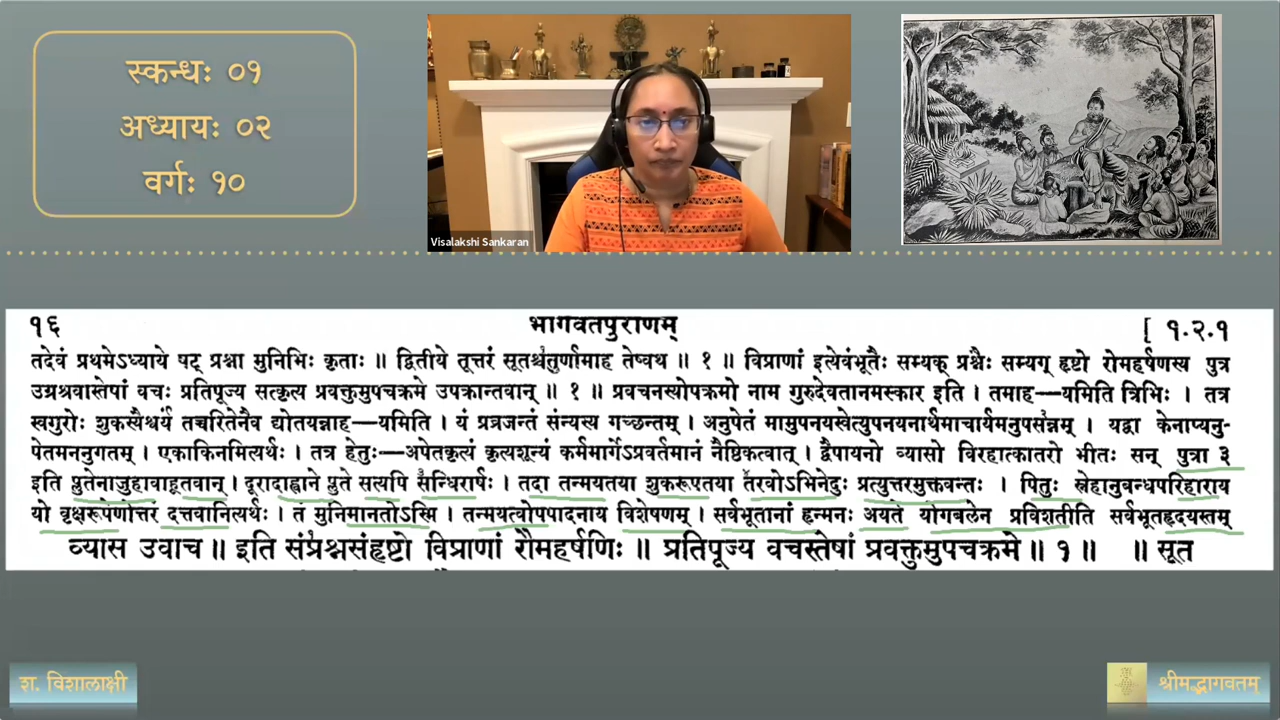 स्कन्धः ०१
अध्यायः ०२
वर्गः १०
Visalakshi Sankaran
१६ भागवतपुराणम् [ १.२.१
तदेवं प्रथमेऽध्याये षट् प्रश्ना मुनिभिः कृताः ॥ द्वितीये तूत्तरं सूतश्चतुर्णामाह तेष्वथ ॥ १ ॥ विप्राणां इत्येवंभूतैः सम्यक् प्रश्नैः सम्यग् हृष्टो रोमहर्षणस्य पुत्र
उग्रश्रवास्तेषां वचः प्रतिपूज्य सत्कृत्य प्रवक्तुमुपचक्रमे उपक्रान्तवान् ॥ १ ॥ प्रवचनस्योपक्रमो नाम गुरुदेवतानमस्कार इति । तमाह—यमिति त्रिभिः । तत्र
स्वगुरोः शुकस्यैश्वर्यं तच्चरितेनैव द्योतयन्नाह—यमिति । यं प्रव्रजन्तं संन्यस्य गच्छन्तम् । अनुपेतं मामुपनयस्वेत्युपनयनार्थमाचार्यमनुपसन्नम् । यद्वा केनाप्यनु-
पेतमननुगतम् । एकाकिनमित्यर्थः । तत्र हेतुः—अपेतकृत्यं कृत्यशून्यं कर्ममार्गेऽप्रवर्तमानं नैष्ठिकत्वात् । द्वैपायनो व्यासो विरहात्कातरो भीतः सन् पुत्रा ३
इति प्लुतेनाजुहावाहूतवान् । दूरादाह्वाने प्लुते सत्यपि सन्धिरार्षः । तदा तन्मयतया शुकरूपतया तरवोऽभिनेदुः प्रत्युत्तरमुक्तवन्तः । पितुः स्नेहानुबन्धपरिहाराय
यो वृक्षरूपेणोत्तरं दत्तवानित्यर्थः । तं मुनिमानतोऽस्मि । तन्मयत्वोपपादनाय विशेषणम् । सर्वभूतानां हृन्मनः अयते योगबलेन प्रविशतीति सर्वभूतहृदयस्तम्
व्यास उवाच ॥ इति संप्रश्नसंहृष्टो विप्राणां रौमहर्षणिः ॥ प्रतिपूज्य वचस्तेषां प्रवक्तुमुपचक्रमे ॥ १ ॥ ॥ सूत
श. विशालाक्षी
श्रीमद्भागवतम्